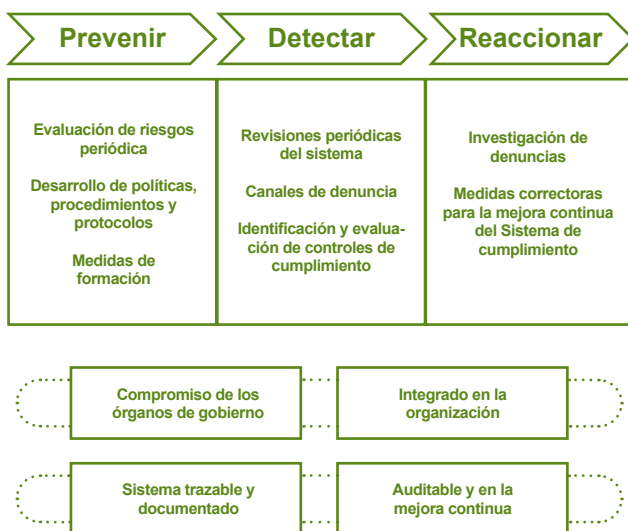 Prevenir
Detectar
Reaccionar
Evaluación de riesgos
periódica
Desarrollo de políticas,
procedimientos y
protocolos
Medidas de
formación
Revisiones periódicas
del sistema
Canales de denuncia
Identificación y evalua-
ción de controles de
cumplimiento
Investigación de
denuncias
Medidas correctoras
para la mejora continua
del Sistema de
cumplimiento
Compromiso de los
órganos de gobierno
Integrado en la
organización
Sistema trazable y
documentado
Auditable y en la
mejora continua